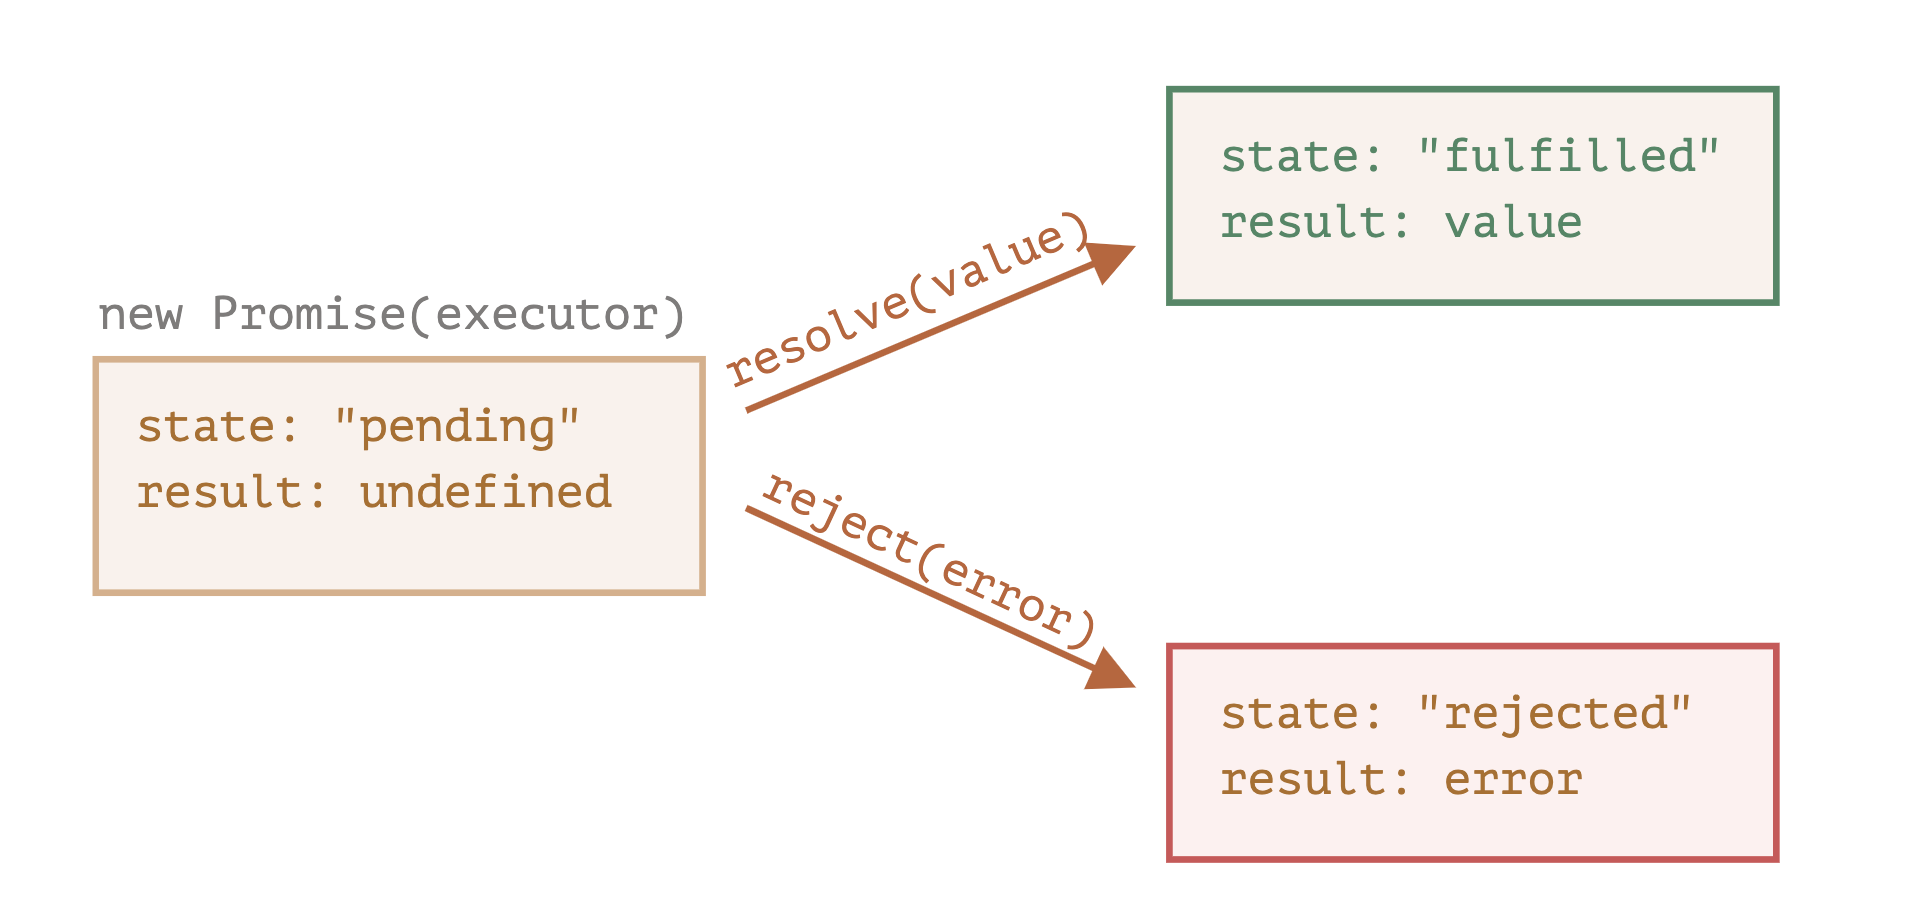 new Promise(executor)
state: "pending"
result: undefined
resolve(value)
reject(error)
state: "fulfilled"
result: value
state: "rejected"
result: error